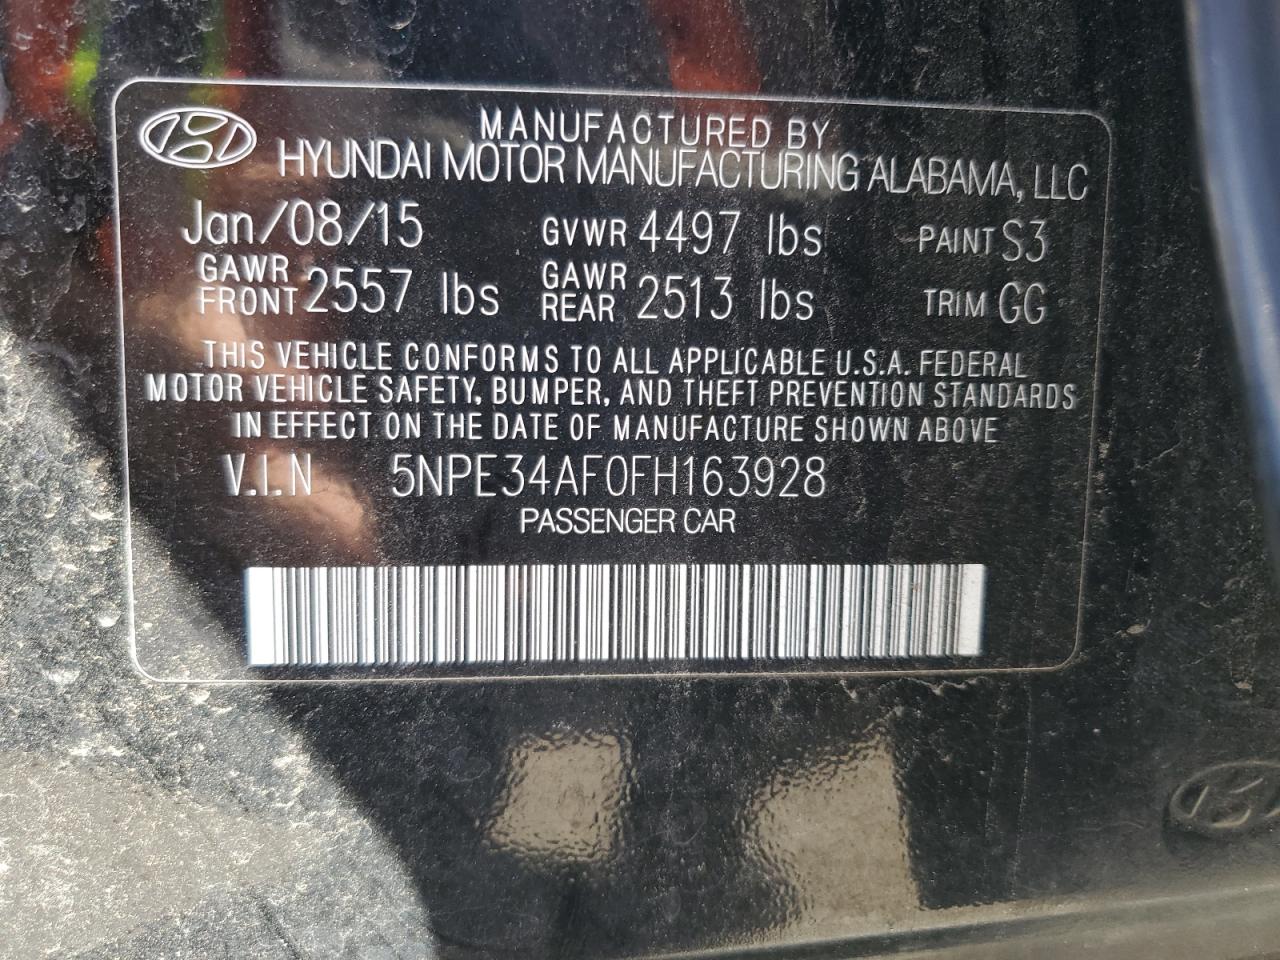 MANUFACTURED BY
HYUNDAI MOTOR MANUFACTURING ALABAMA, LLC
Jan/08/15 GVWR 4497 lbs PAINT S3
GAWR FRONT 2557 lbs GAWR REAR 2513 lbs TRIM GG
THIS VEHICLE CONFORMS TO ALL APPLICABLE U.S.A. FEDERAL
MOTOR VEHICLE SAFETY, BUMPER, AND THEFT PREVENTION STANDARDS
IN EFFECT ON THE DATE OF MANUFACTURE SHOWN ABOVE
V.I.N 5NPE34AF0FH163928
PASSENGER CAR